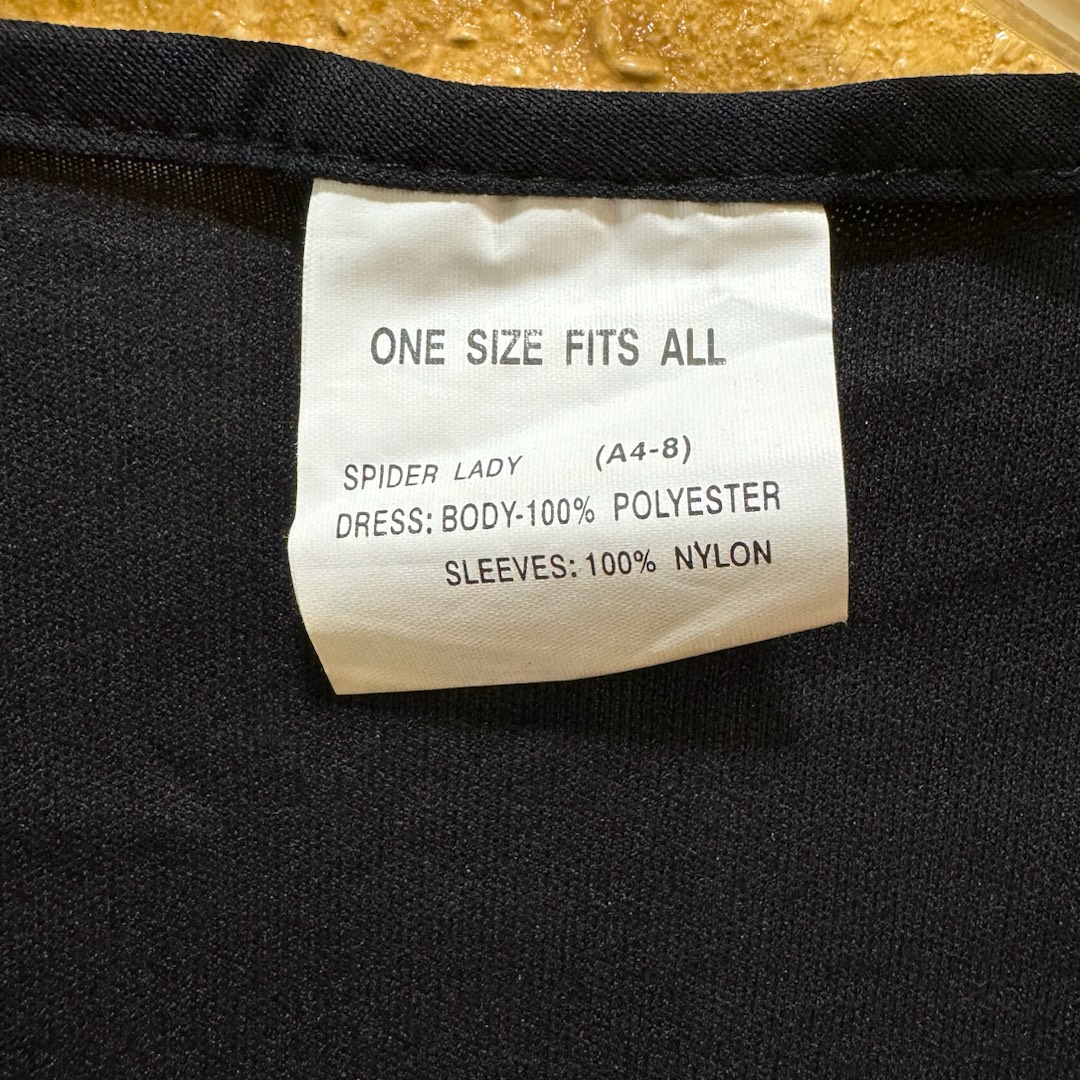 ONE SIZE FITS ALL
SPIDER LADY (A4-8)
DRESS: BODY-100% POLYESTER
SLEEVES: 100% NYLON